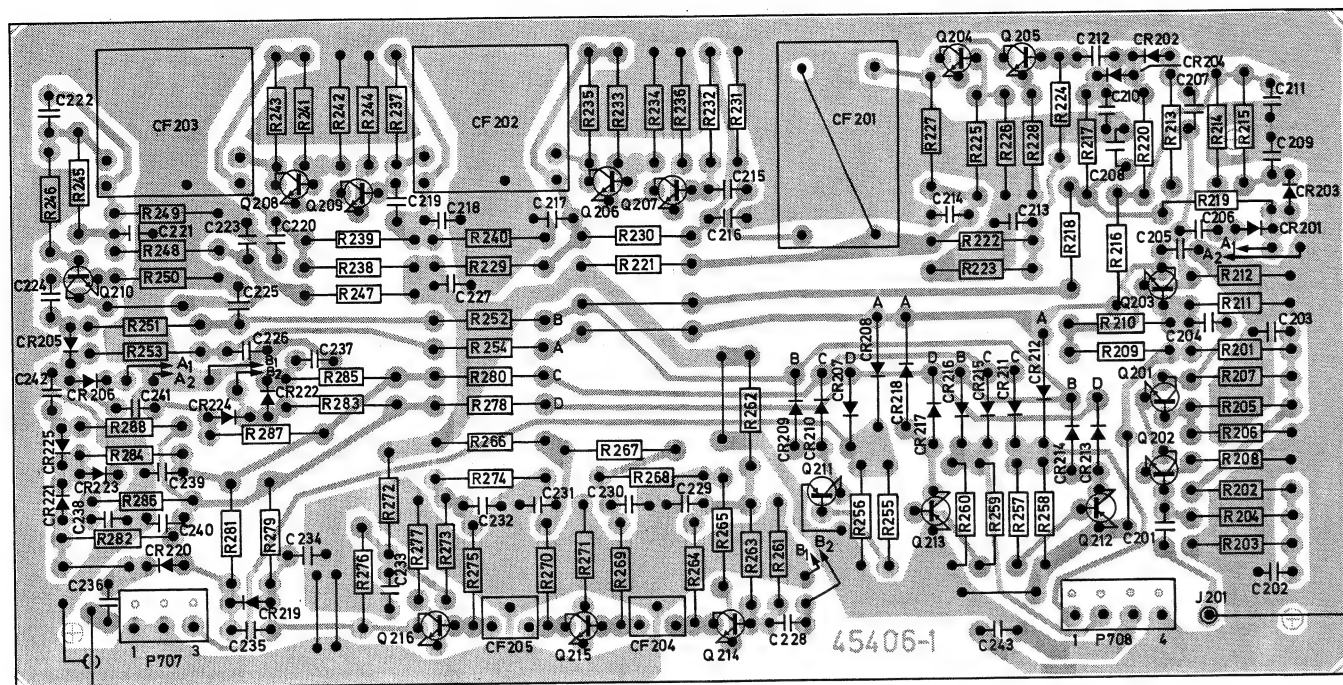 Q204 Q205 C212 CR202
CR204
C222 C207
C210 C211
R243 R241 R242 R244 R237 R235 R233 R234 R236 R232 R231
CF203 CF202 CF201
R227 R225 R226 R228 R224 R217 R220 R213 R214 R215
C209
R246 R245 C208
Q208 Q209 C219 Q206 Q207 C215 C214 C213 R219 CR203
R249 C218 C217 C216 R218 R216 C206 CR201
C221 C223 C220 R239 R240 R230 R222 C205 A1
R248 A2
R250 R238 R229 R221 R223 R212
C224 Q210 C225 R247 C227 Q203 R211
R251 R252 B A A A R210 C204 C203
CR205 C226 R254 A CR208 CR212 R209 R201
R253 C237 A1 B1
A2 B2 R285 R280 C B C D D B C C Q201 R207
C242 CR206 CR222 CR207 CR218 CR216 CR215 CR211 B D
C241 CR224 R283 R278 D R262 R205
R288 R287 CR209 CR210 CR217 R206
CR225 R266 R267 CR214 CR213 Q202
R284 R208
CR223 C239 R274 R268 Q211
CR221 R286 R272 C231 C230 C229 R202
C238 C240 R281 R279 R277 R273 C232 R265 R256 R255 R260 R259 R257 R258 R204
R282 R276 R275 R270 R271 R269 R264 R263 R261 B1 B2 Q213 Q212 C201 R203
CR220 C234 C233
C236 C202
CR219 J201
Q216 Q215 Q214 C228
C235 CF205 CF204 45406-1 C243 1 P708 4
1 P707 3